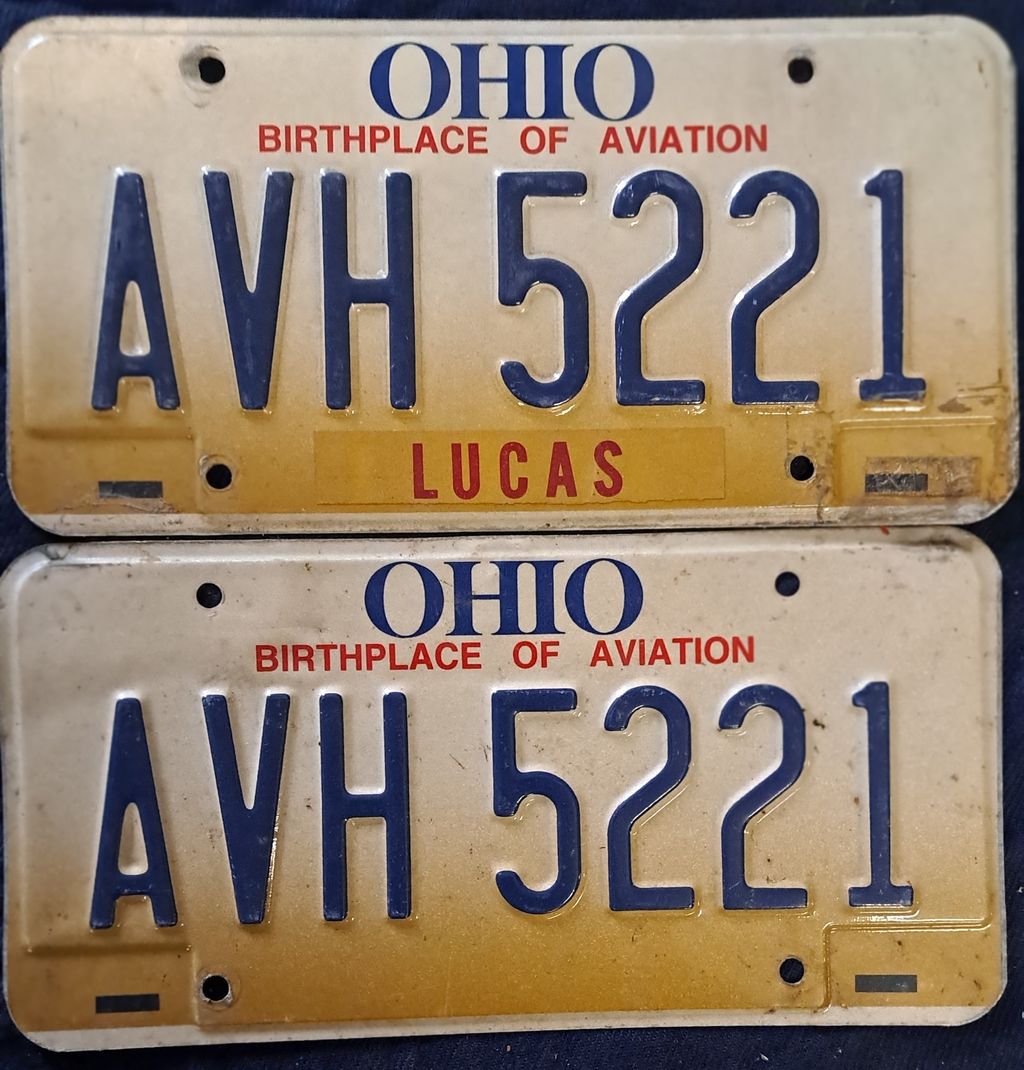 OHIO
BIRTHPLACE OF AVIATION
AVH 5221
LUCAS
OHIO
BIRTHPLACE OF AVIATION
AVH 5221